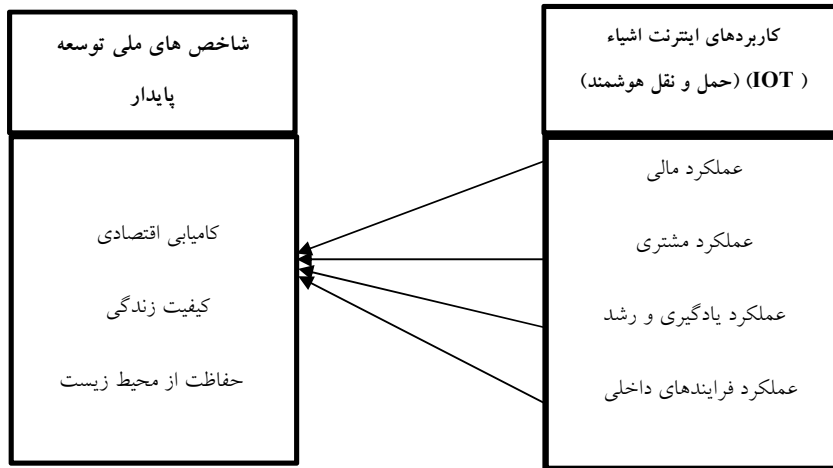 کاربردهای اینترنت اشیاء
( IOT) (حمل و نقل هوشمند)
عملکرد مالی
عملکرد مشتری
عملکرد یادگیری و رشد
عملکرد فرایندهای داخلی
شاخص های ملی توسعه
پایدار
کامیابی اقتصادی
کیفیت زندگی
حفاظت از محیط زیست